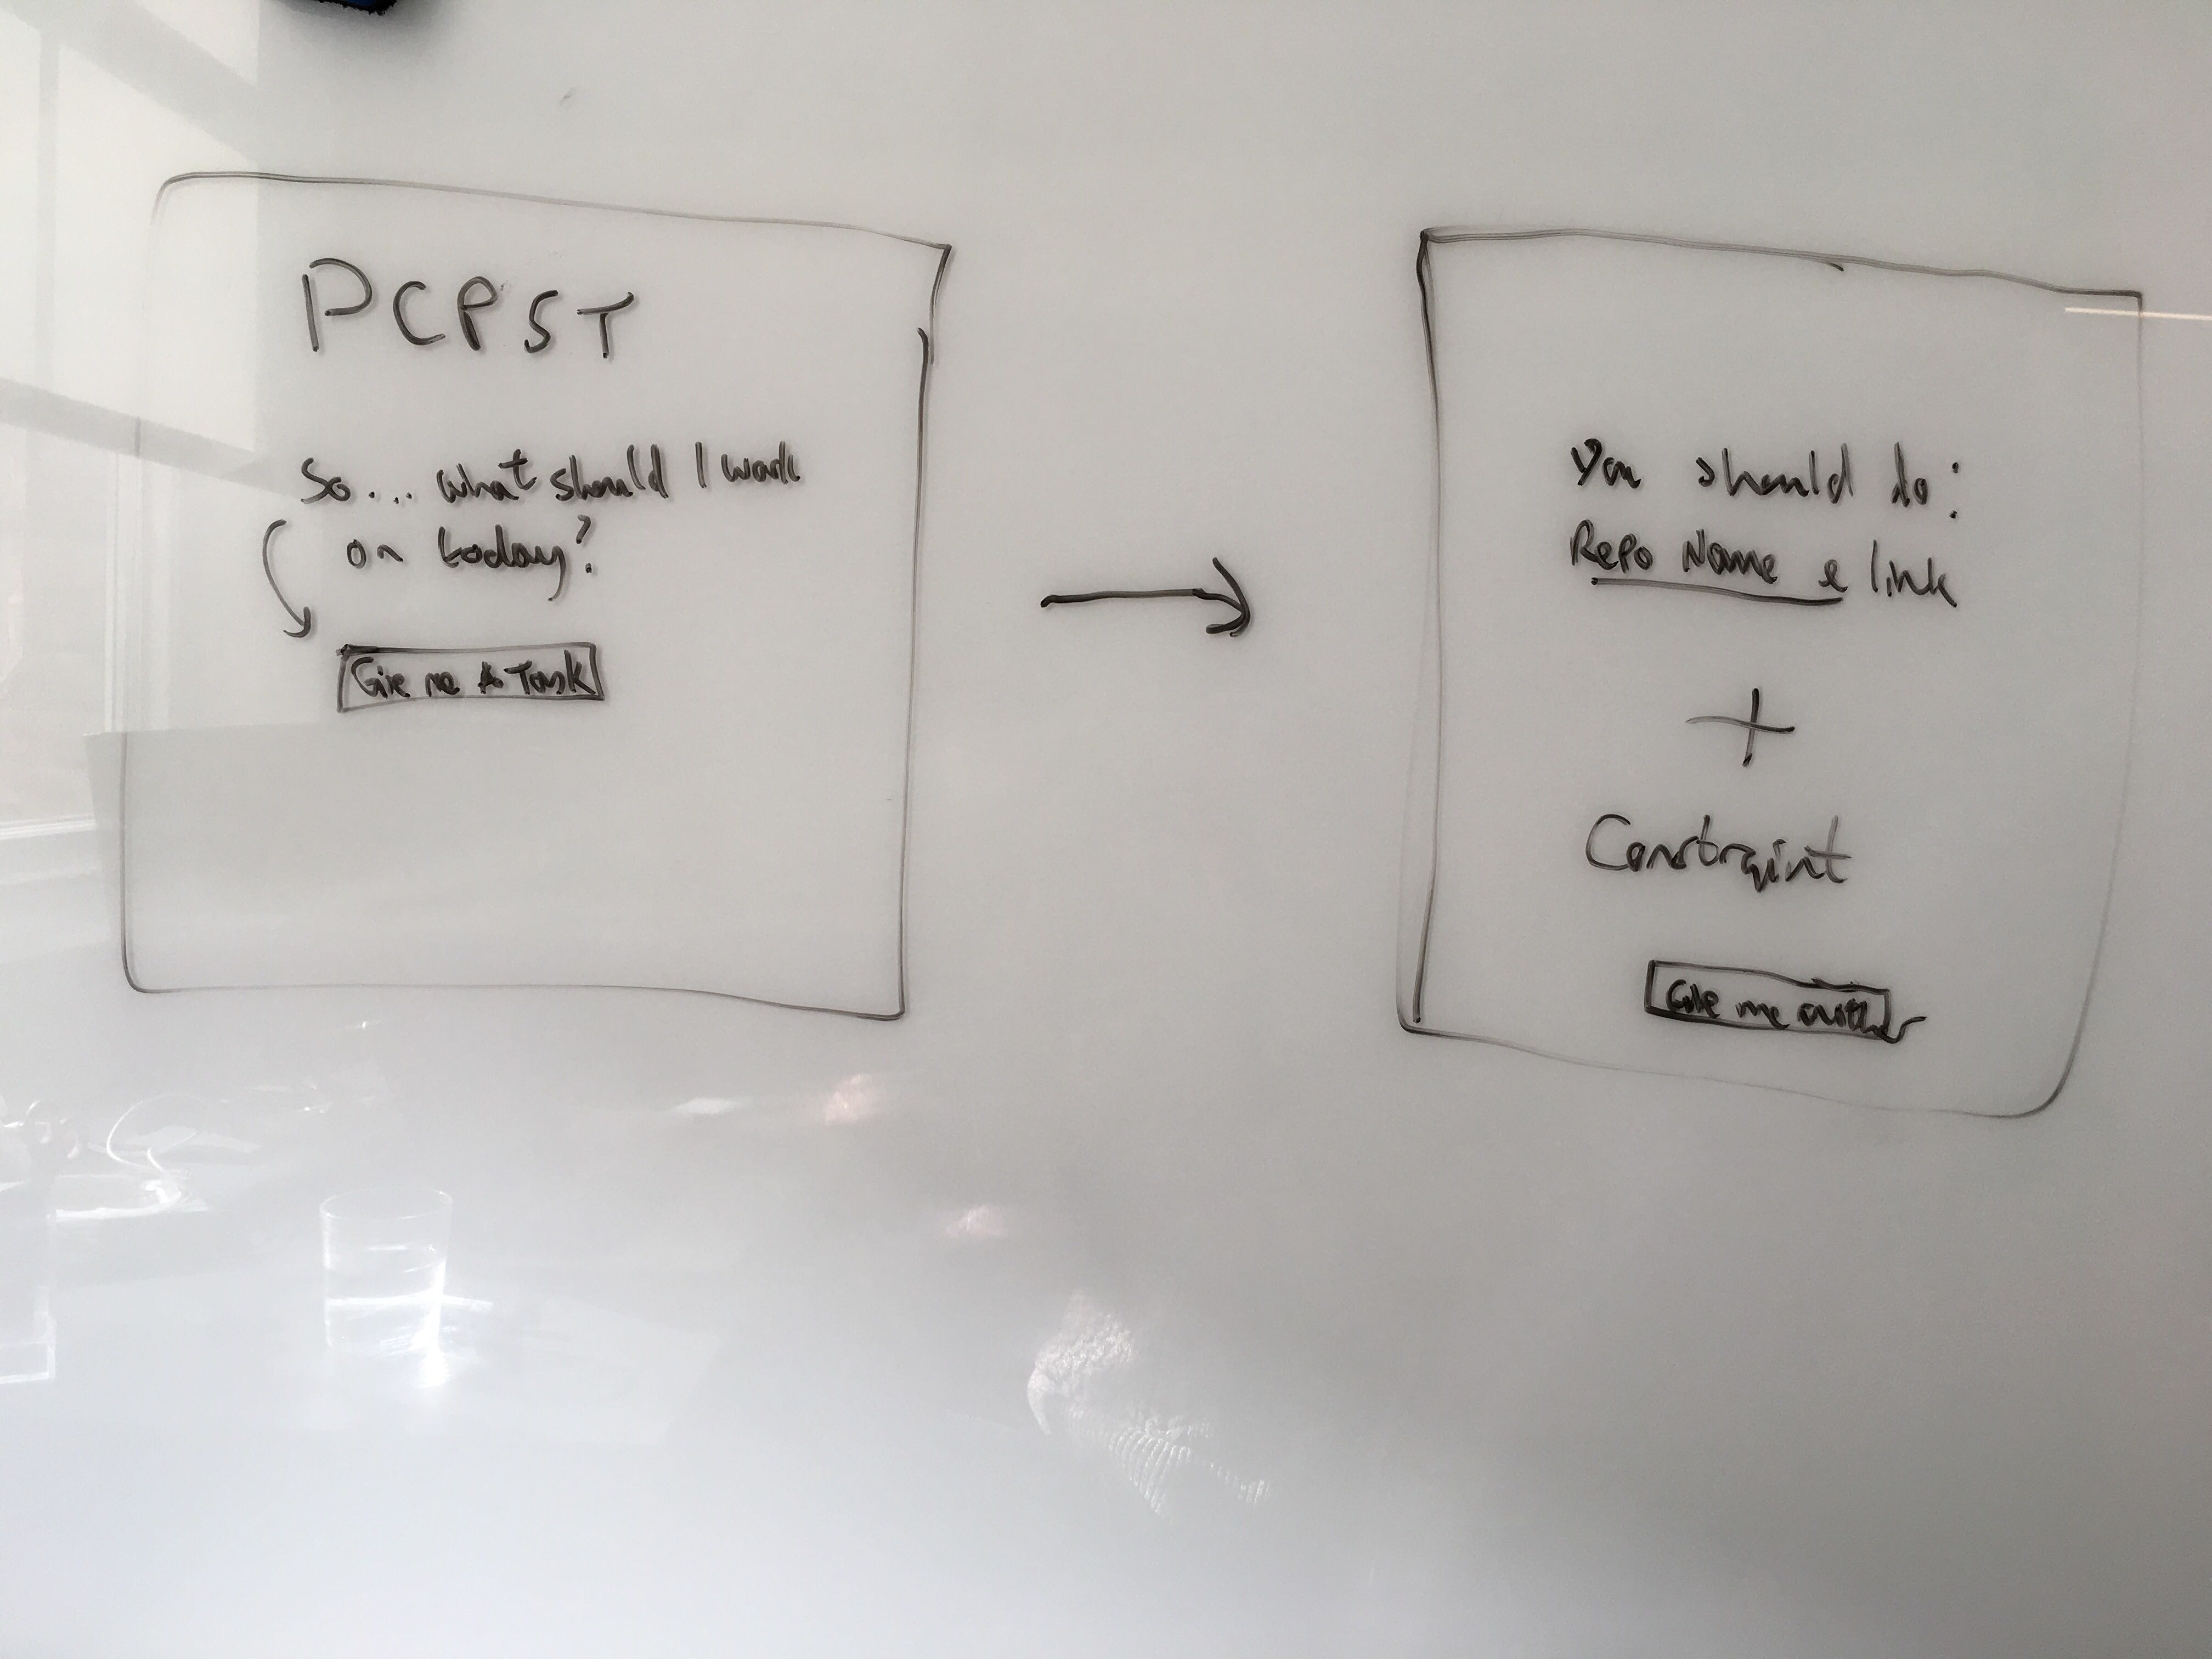 PCPST
So... what should I work
on today?
Give me A Task
You should do:
Repo Name & link
+
Constraint
Give me another